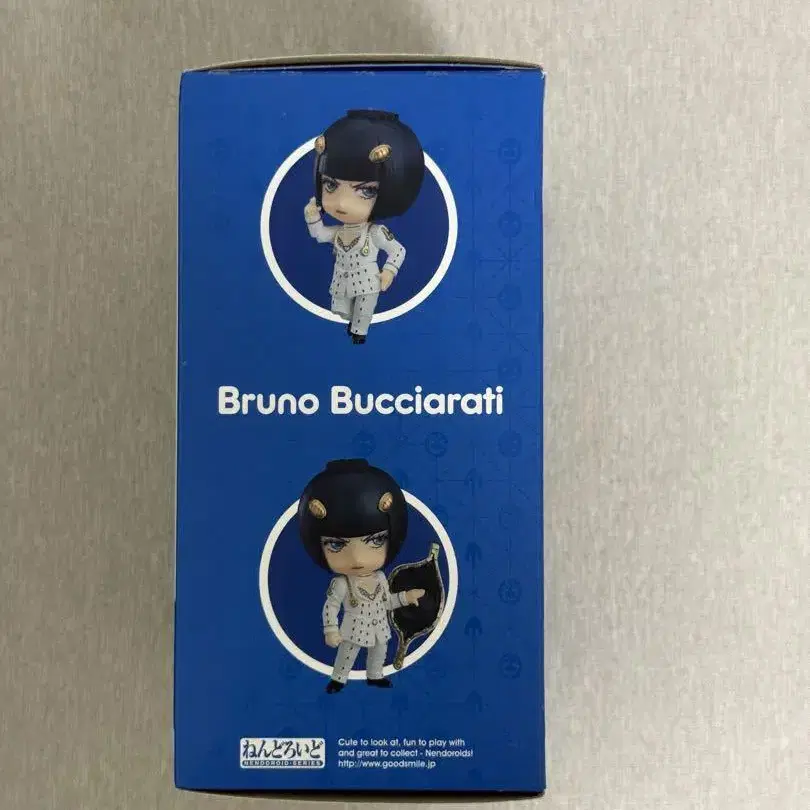 Bruno Bucciarati
ねんどろいど
NENDOROID-SERIES
Cute to look at, fun to play with
and great to collect - Nendoroids!
http://www.goodsmile.jp